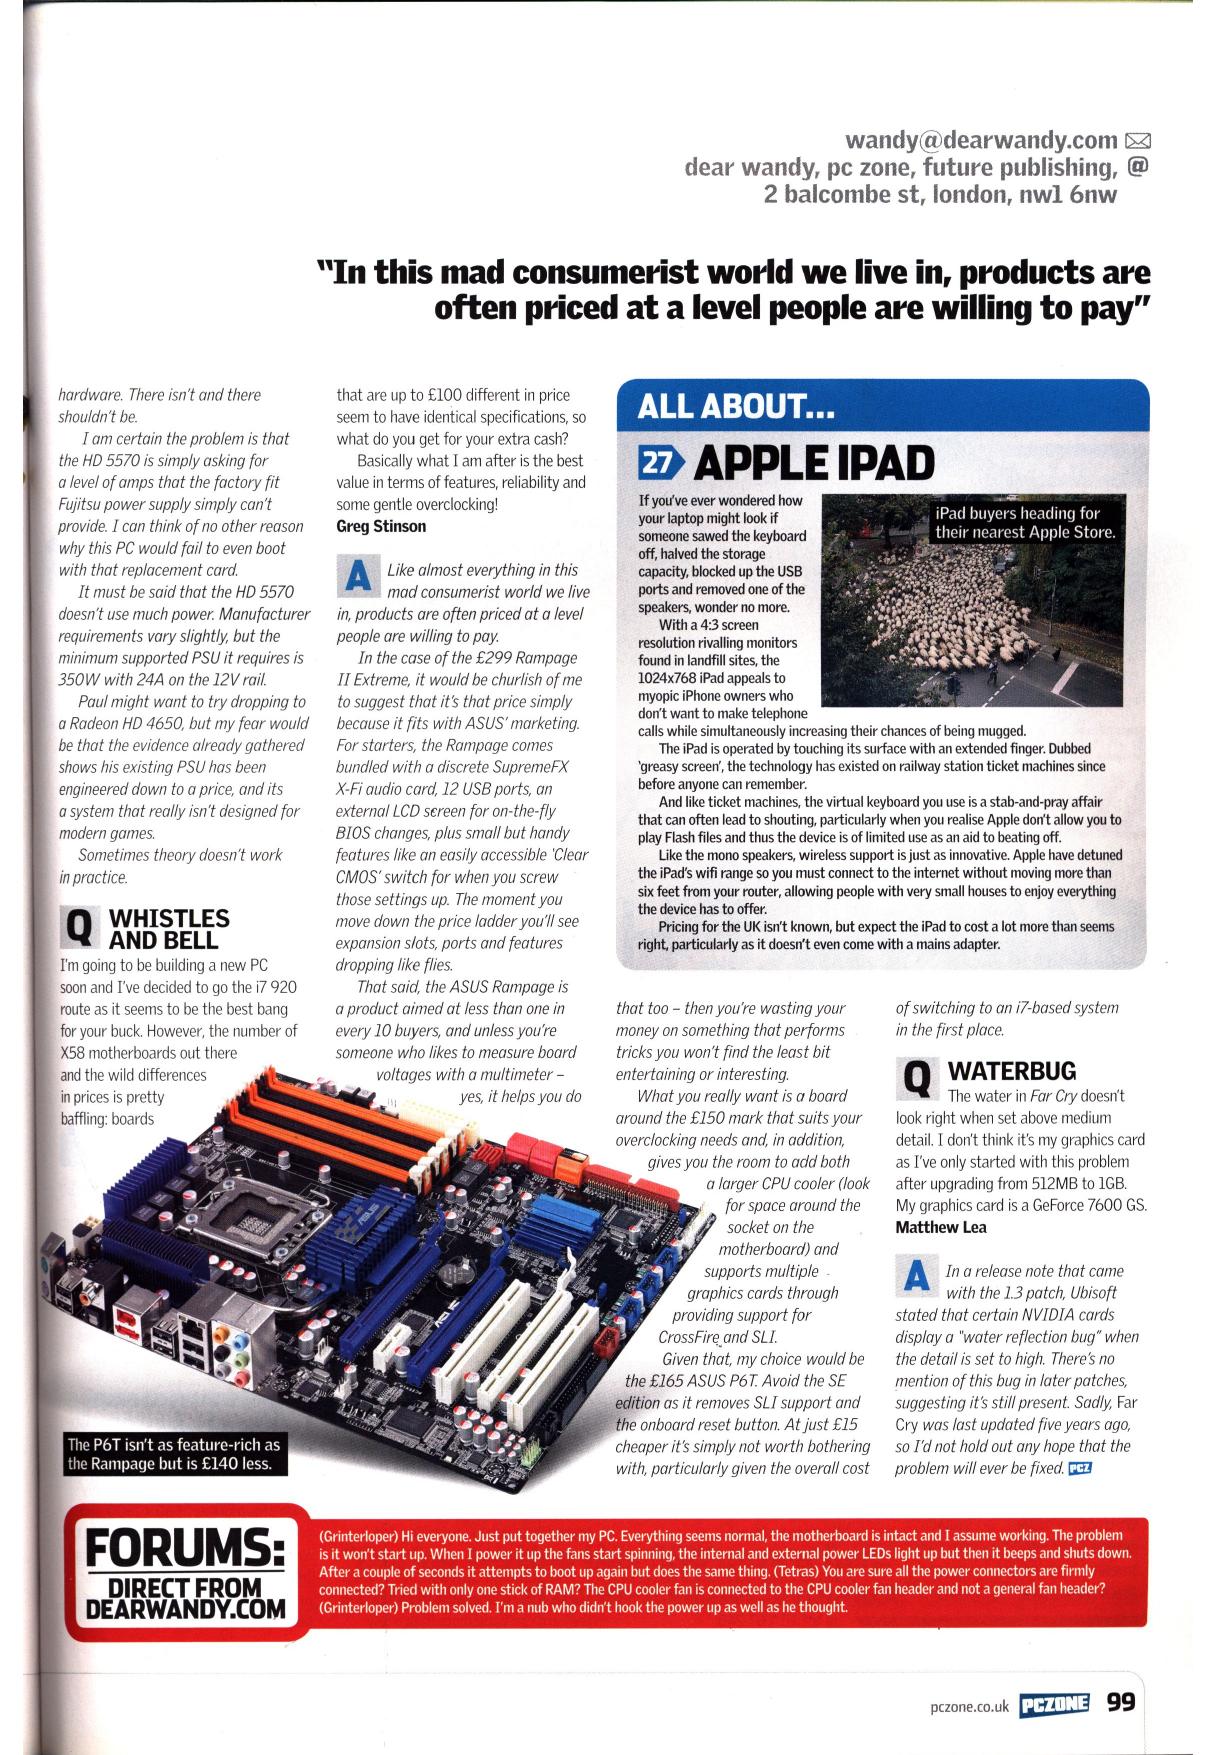 wandy@dearwandy.com
dear wandy, pc zone, future publishing, @
2 balcombe st, london, nw1 6nw
"In this mad consumerist world we live in, products are
often priced at a level people are willing to pay"
hardware. There isn't and there
shouldn't be.
I am certain the problem is that
the HD 5570 is simply asking for
a level of amps that the factory fit
Fujitsu power supply simply can't
provide. I can think of no other reason
why this PC would fail to even boot
with that replacement card.
It must be said that the HD 5570
doesn't use much power. Manufacturer
requirements vary slightly, but the
minimum supported PSU it requires is
350W with 24A on the 12V rail.
Paul might want to try dropping to
a Radeon HD 4650, but my fear would
be that the evidence already gathered
shows his existing PSU has been
engineered down to a price, and its
a system that really isn't designed for
modern games.
Sometimes theory doesn't work
in practice.
Q WHISTLES
AND BELL
I'm going to be building a new PC
soon and I've decided to go the i7 920
route as it seems to be the best bang
for your buck. However, the number of
X58 motherboards out there
and the wild differences
in prices is pretty
baffling: boards
that are up to £100 different in price
seem to have identical specifications, so
what do you get for your extra cash?
Basically what I am after is the best
value in terms of features, reliability and
some gentle overclocking!
Greg Stinson
A Like almost everything in this
mad consumerist world we live
in, products are often priced at a level
people are willing to pay.
In the case of the £299 Rampage
II Extreme, it would be churlish of me
to suggest that it's that price simply
because it fits with ASUS' marketing.
For starters, the Rampage comes
bundled with a discrete SupremeFX
X-Fi audio card, 12 USB ports, an
external LCD screen for on-the-fly
BIOS changes, plus small but handy
features like an easily accessible 'Clear
CMOS' switch for when you screw
those settings up. The moment you
move down the price ladder you'll see
expansion slots, ports and features
dropping like flies.
That said, the ASUS Rampage is
a product aimed at less than one in
every 10 buyers, and unless you're
someone who likes to measure board
voltages with a multimeter –
yes, it helps you do
The P6T isn't as feature-rich as
the Rampage but is £140 less.
ALL ABOUT...
27 APPLE IPAD
If you've ever wondered how
your laptop might look if
someone sawed the keyboard
off, halved the storage
capacity, blocked up the USB
ports and removed one of the
speakers, wonder no more.
With a 4:3 screen
resolution rivalling monitors
found in landfill sites, the
1024x768 iPad appeals to
myopic iPhone owners who
don't want to make telephone
calls while simultaneously increasing their chances of being mugged.
The iPad is operated by touching its surface with an extended finger. Dubbed
'greasy screen', the technology has existed on railway station ticket machines since
before anyone can remember.
And like ticket machines, the virtual keyboard you use is a stab-and-pray affair
that can often lead to shouting, particularly when you realise Apple don't allow you to
play Flash files and thus the device is of limited use as an aid to beating off.
Like the mono speakers, wireless support is just as innovative. Apple have detuned
the iPad's wifi range so you must connect to the internet without moving more than
six feet from your router, allowing people with very small houses to enjoy everything
the device has to offer.
Pricing for the UK isn't known, but expect the iPad to cost a lot more than seems
right, particularly as it doesn't even come with a mains adapter.
iPad buyers heading for
their nearest Apple Store.
that too – then you're wasting your
money on something that performs
tricks you won't find the least bit
entertaining or interesting.
What you really want is a board
around the £150 mark that suits your
overclocking needs and, in addition,
gives you the room to add both
a larger CPU cooler (look
for space around the
socket on the
motherboard) and
supports multiple
graphics cards through
providing support for
CrossFire and SLI.
Given that, my choice would be
the £165 ASUS P6T. Avoid the SE
edition as it removes SLI support and
the onboard reset button. At just £15
cheaper it's simply not worth bothering
with, particularly given the overall cost
of switching to an i7-based system
in the first place.
Q WATERBUG
The water in Far Cry doesn't
look right when set above medium
detail. I don't think it's my graphics card
as I've only started with this problem
after upgrading from 512MB to 1GB.
My graphics card is a GeForce 7600 GS.
Matthew Lea
A In a release note that came
with the 1.3 patch, Ubisoft
stated that certain NVIDIA cards
display a "water reflection bug" when
the detail is set to high. There's no
mention of this bug in later patches,
suggesting it's still present. Sadly, Far
Cry was last updated five years ago,
so I'd not hold out any hope that the
problem will ever be fixed. PCZ
FORUMS:
DIRECT FROM
DEARWANDY.COM
(Grinterloper) Hi everyone. Just put together my PC. Everything seems normal, the motherboard is intact and I assume working. The problem
is it won't start up. When I power it up the fans start spinning, the internal and external power LEDs light up but then it beeps and shuts down.
After a couple of seconds it attempts to boot up again but does the same thing. (Tetras) You are sure all the power connectors are firmly
connected? Tried with only one stick of RAM? The CPU cooler fan is connected to the CPU cooler fan header and not a general fan header?
(Grinterloper) Problem solved. I'm a nub who didn't hook the power up as well as he thought.
pczone.co.uk PCZONE 99